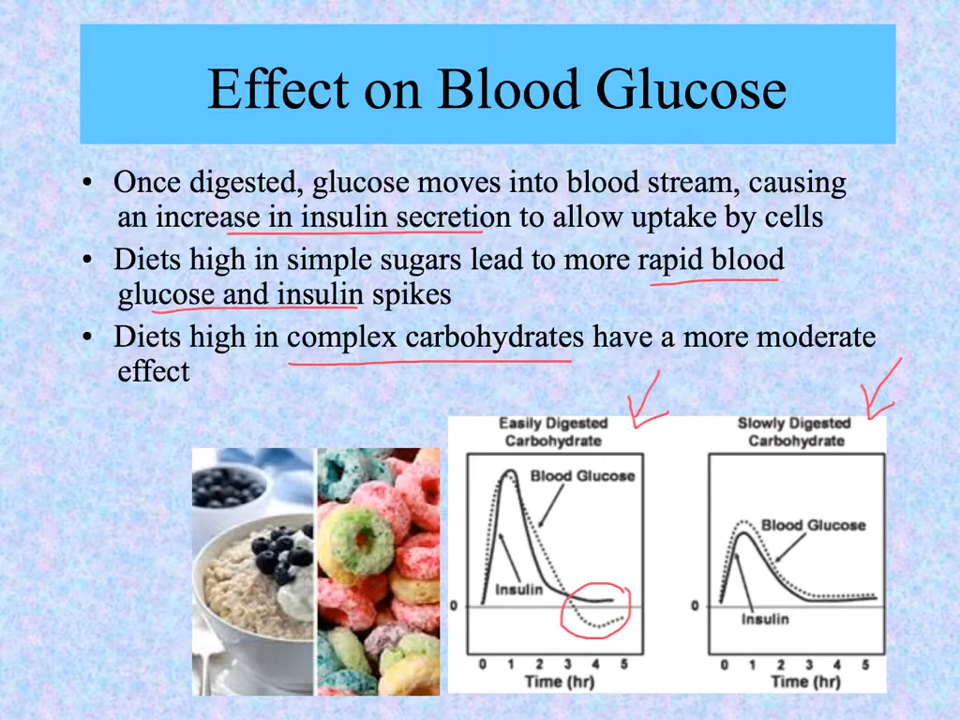 Effect on Blood Glucose
• Once digested, glucose moves into blood stream, causing
an increase in insulin secretion to allow uptake by cells
• Diets high in simple sugars lead to more rapid blood
glucose and insulin spikes
• Diets high in complex carbohydrates have a more moderate
effect
Easily Digested
Carbohydrate
Blood Glucose
Insulin
0
0 1 2 3 4 5
Time (hr)
Slowly Digested
Carbohydrate
Blood Glucose
0
Insulin
0 1 2 3 4 5
Time (hr)